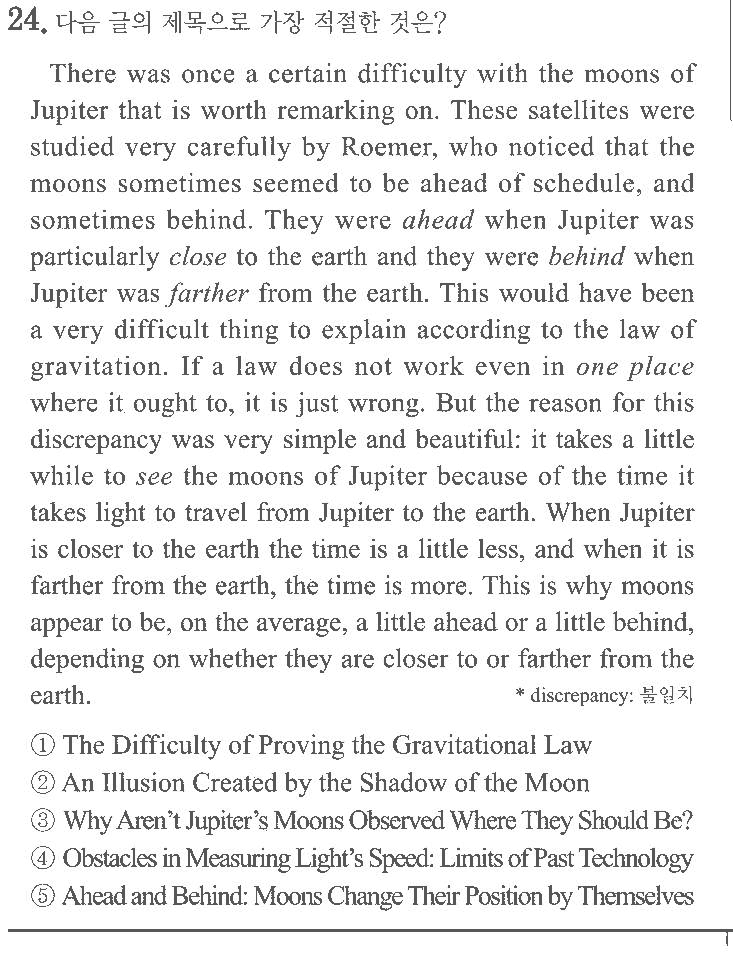 24. 다음 글의 제목으로 가장 적절한 것은?
There was once a certain difficulty with the moons of
Jupiter that is worth remarking on. These satellites were
studied very carefully by Roemer, who noticed that the
moons sometimes seemed to be ahead of schedule, and
sometimes behind. They were ahead when Jupiter was
particularly close to the earth and they were behind when
Jupiter was farther from the earth. This would have been
a very difficult thing to explain according to the law of
gravitation. If a law does not work even in one place
where it ought to, it is just wrong. But the reason for this
discrepancy was very simple and beautiful: it takes a little
while to see the moons of Jupiter because of the time it
takes light to travel from Jupiter to the earth. When Jupiter
is closer to the earth the time is a little less, and when it is
farther from the earth, the time is more. This is why moons
appear to be, on the average, a little ahead or a little behind,
depending on whether they are closer to or farther from the
earth. * discrepancy: 불일치
① The Difficulty of Proving the Gravitational Law
② An Illusion Created by the Shadow of the Moon
③ Why Aren't Jupiter's Moons Observed Where They Should Be?
④ Obstacles in Measuring Light's Speed: Limits of Past Technology
⑤ Ahead and Behind: Moons Change Their Position by Themselves